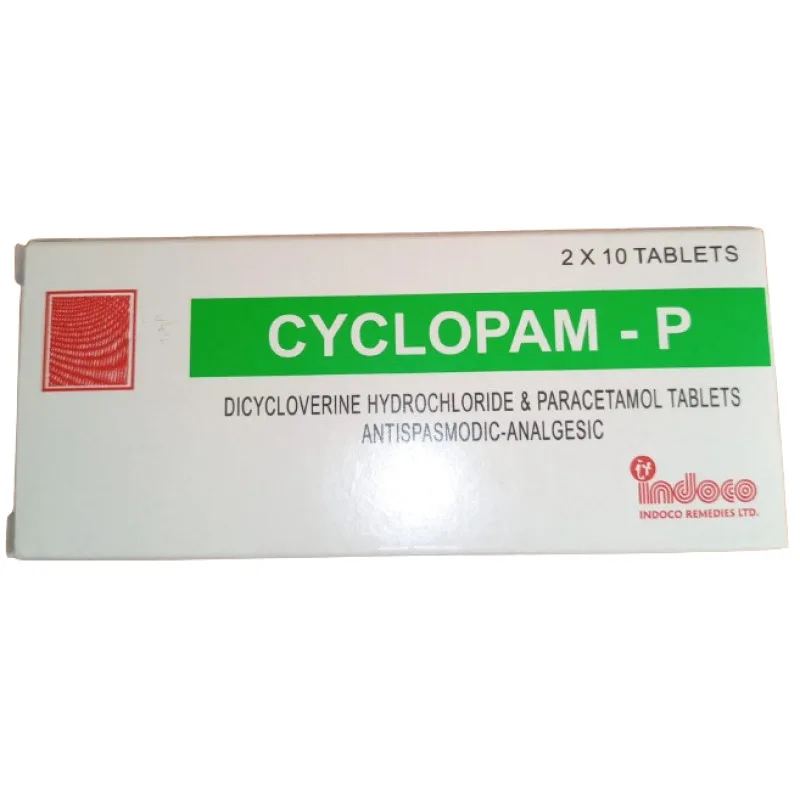 2 X 10 TABLETS
CYCLOPAM - P
DICYCLOVERINE HYDROCHLORIDE & PARACETAMOL TABLETS
ANTISPASMODIC-ANALGESIC
indoco
INDOCO REMEDIES LTD.